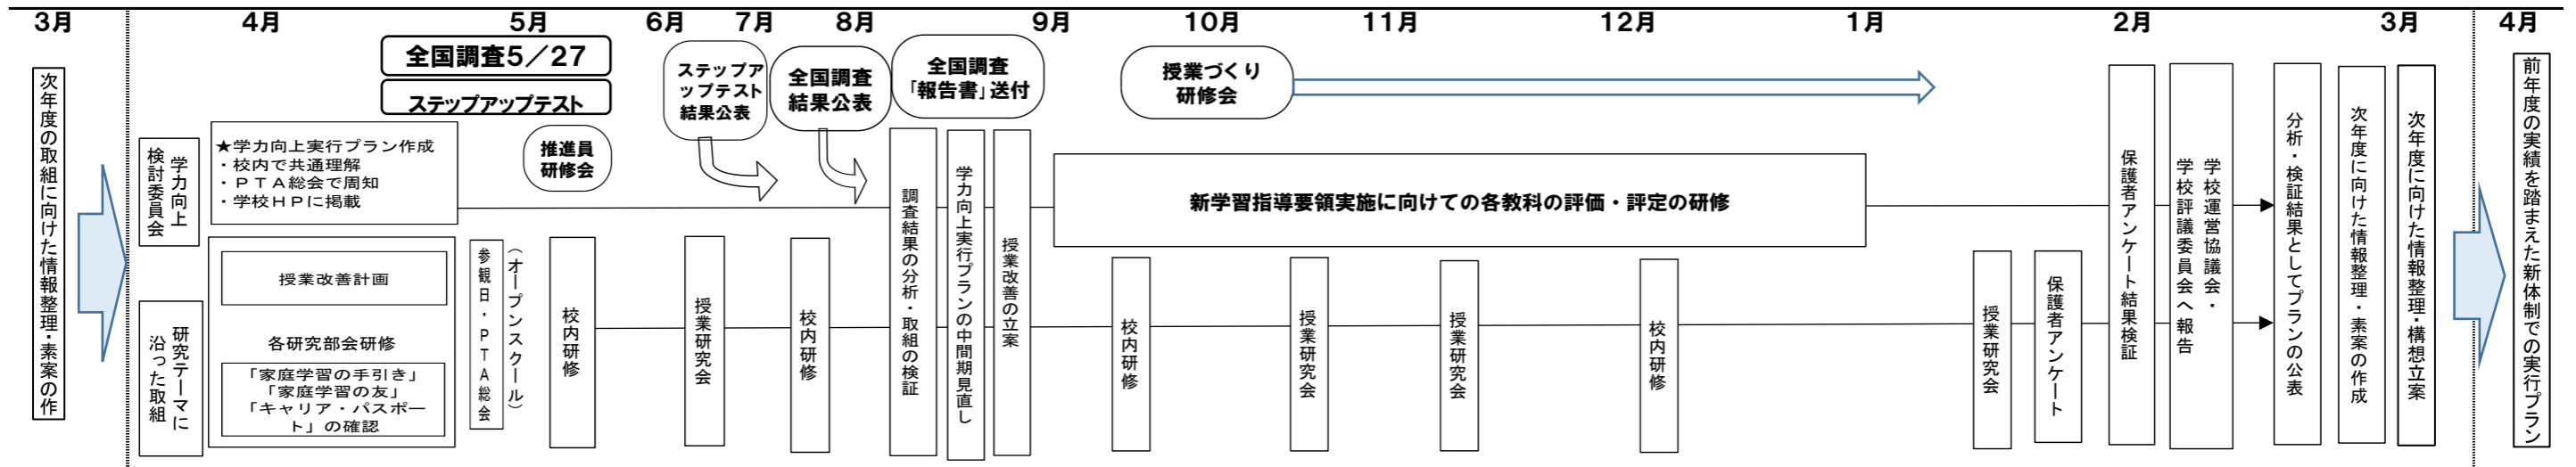 3月
4月
5月
6月
7月
8月
9月
10月
11月
12月
1月
2月
3月
4月
次年度の取組に向けた情報整理・素案の作
全国調査5／27
ステップアップテスト
学力向上
検討委員会
★学力向上実行プラン作成
・校内で共通理解
・ＰＴＡ総会で周知
・学校ＨＰに掲載
推進員
研修会
ステップア
ップテスト
結果公表
全国調査
結果公表
全国調査
「報告書」送付
授業づくり
研修会
研究テーマに
沿った取組
授業改善計画
各研究部会研修
「家庭学習の手引き」
「家庭学習の友」
「キャリア・パスポー
ト」の確認
（オープンスクール）
参観日・ＰＴＡ総会
校内研修
授業研究会
校内研修
調査結果の分析・取組の検証
学力向上実行プランの中間期見直し
授業改善の立案
新学習指導要領実施に向けての各教科の評価・評定の研修
校内研修
授業研究会
授業研究会
校内研修
授業研究会
保護者アンケート
保護者アンケート結果検証
学校運営協議会・
学校評議委員会へ報告
分析・検証結果としてプランの公表
次年度に向けた情報整理・素案の作成
次年度に向けた情報整理・構想立案
前年度の実績を踏まえた新体制での実行プラン